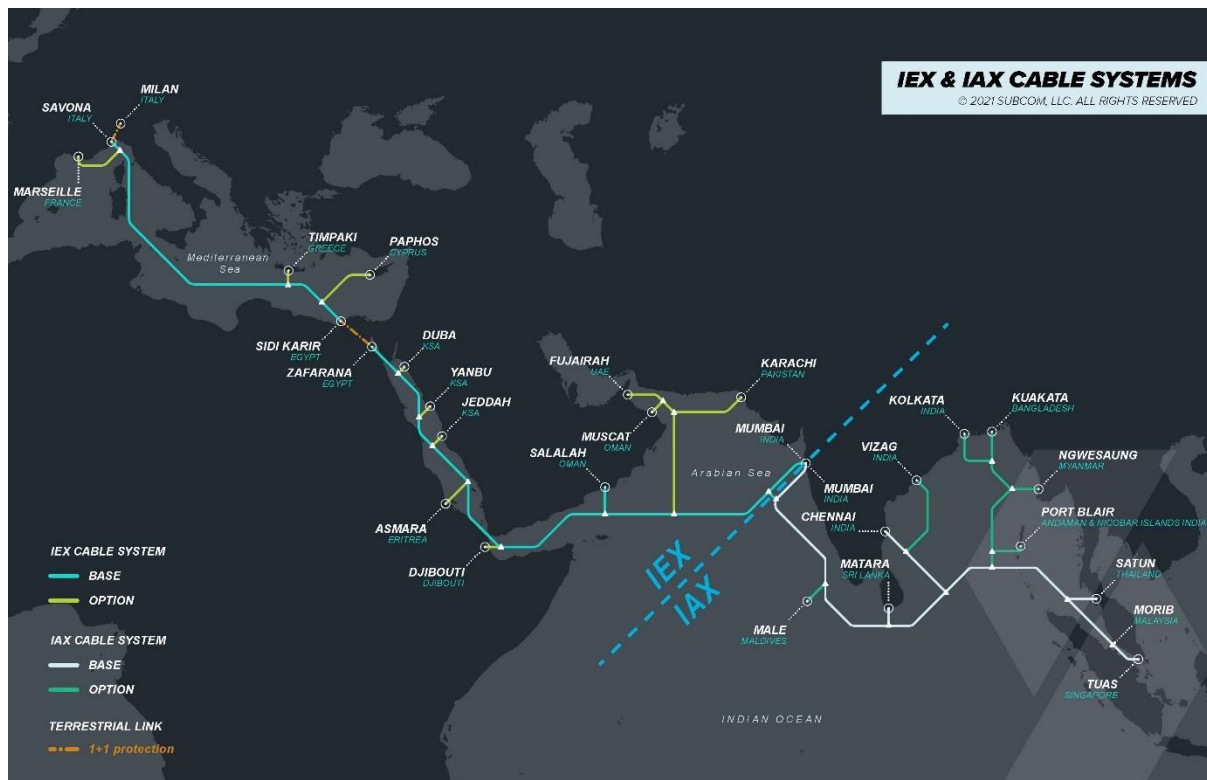 IEX & IAX CABLE SYSTEMS
© 2021 SUBCOM, LLC. ALL RIGHTS RESERVED
MILAN
ITALY
SAVONA
ITALY
MARSEILLE
FRANCE
TIMPAKI
GREECE
PAPHOS
CYPRUS
Mediterranean
Sea
SIDI KARIR
EGYPT
ZAFARANA
EGYPT
DUBA
KSA
YANBU
KSA
JEDDAH
KSA
FUJAIRAH
UAE
KARACHI
PAKISTAN
MUSCAT
OMAN
SALALAH
OMAN
Arabian Sea
MUMBAI
INDIA
MUMBAI
INDIA
KOLKATA
INDIA
KUAKATA
BANGLADESH
VIZAG
INDIA
NGWESAUNG
MYANMAR
CHENNAI
INDIA
PORT BLAIR
ANDAMAN & NICOBAR ISLANDS INDIA
ASMARA
ERITREA
DJIBOUTI
DJIBOUTI
MATARA
SRI LANKA
SATUN
THAILAND
MALE
MALDIVES
MORIB
MALAYSIA
TUAS
SINGAPORE
IEX
IAX
INDIAN OCEAN
IEX CABLE SYSTEM
BASE
OPTION
IAX CABLE SYSTEM
BASE
OPTION
TERRESTRIAL LINK
1+1 protection